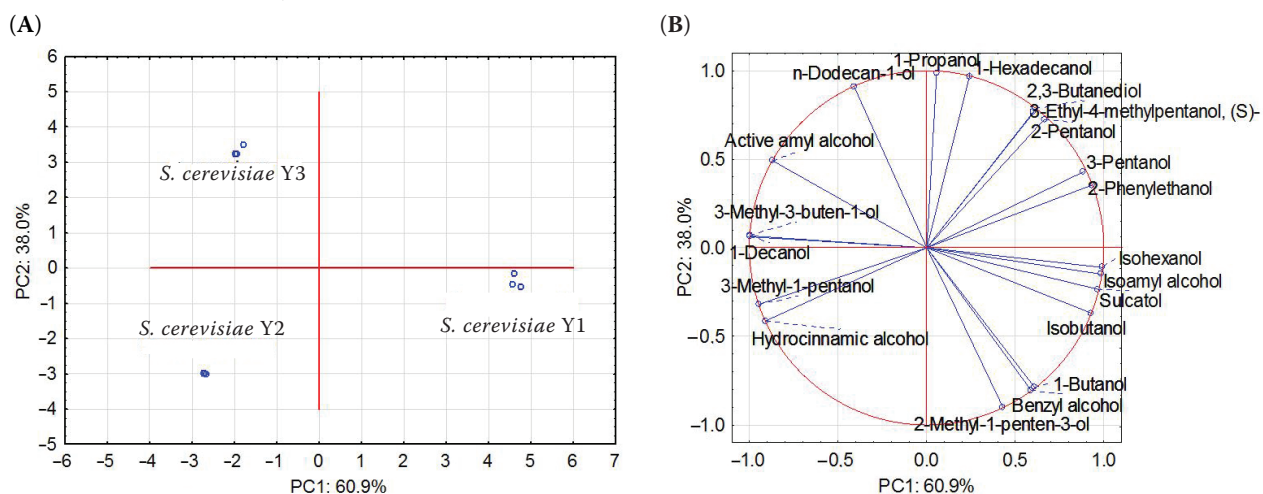 (A)
6
5
4
3
2
1
0
−1
−2
−3
−4
−5
PC2: 38.0%
S. cerevisiae Y3
S. cerevisiae Y2
S. cerevisiae Y1
−6 −5 −4 −3 −2 −1 0 1 2 3 4 5 6 7
PC1: 60.9%
(B)
1.0
0.5
0.0
−0.5
−1.0
PC2: 38.0%
1-Propanol
n-Dodecan-1-ol
1-Hexadecanol
2,3-Butanediol
3-Ethyl-4-methylpentanol, (S)-
2-Pentanol
Active amyl alcohol
3-Pentanol
2-Phenylethanol
3-Methyl-3-buten-1-ol
1-Decanol
Isohexanol
Isoamyl alcohol
3-Methyl-1-pentanol
Sulcatol
Isobutanol
Hydrocinnamic alcohol
1-Butanol
Benzyl alcohol
2-Methyl-1-penten-3-ol
−1.0 −0.5 0.0 0.5 1.0
PC1: 60.9%